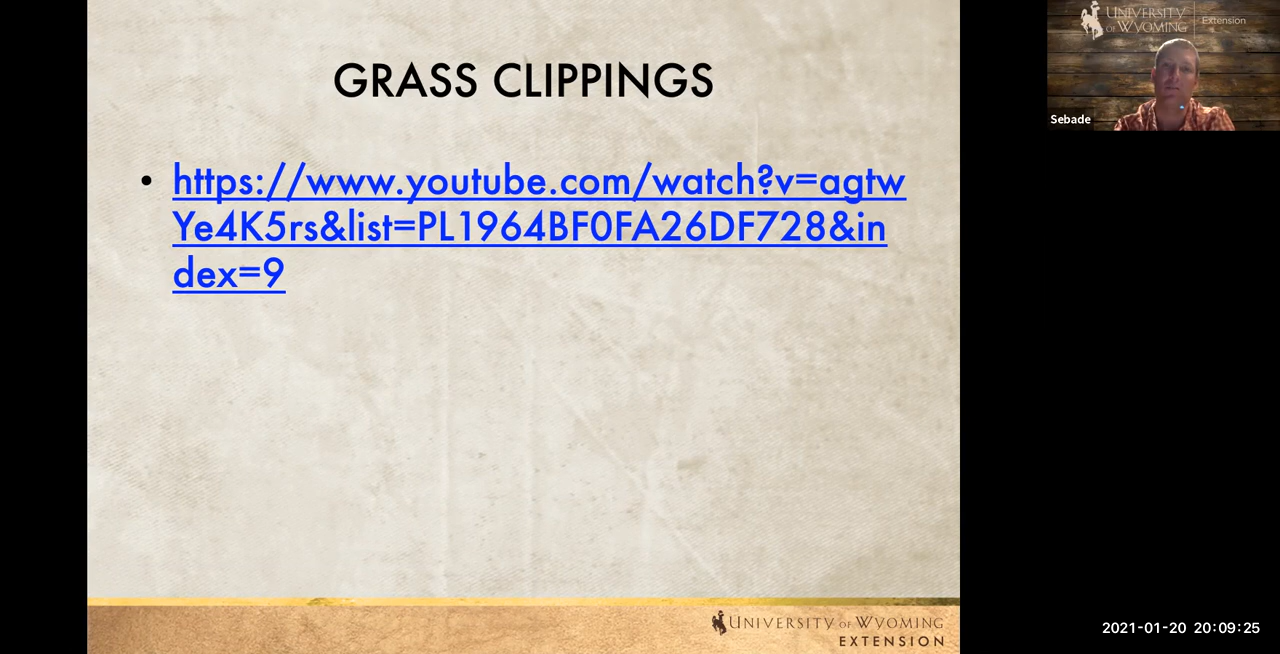 GRASS CLIPPINGS
• https://www.youtube.com/watch?v=agtw
Ye4K5rs&list=PL1964BF0FA26DF728&in
dex=9
UNIVERSITY OF WYOMING
EXTENSION
UNIVERSITY
OF WYOMING
Extension
Sebade
2021-01-20 20:09:25